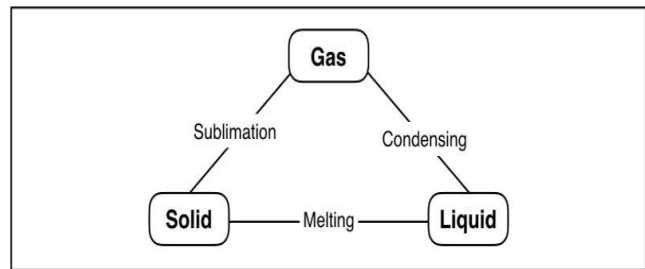 Gas
Sublimation
Condensing
Solid
Melting
Liquid